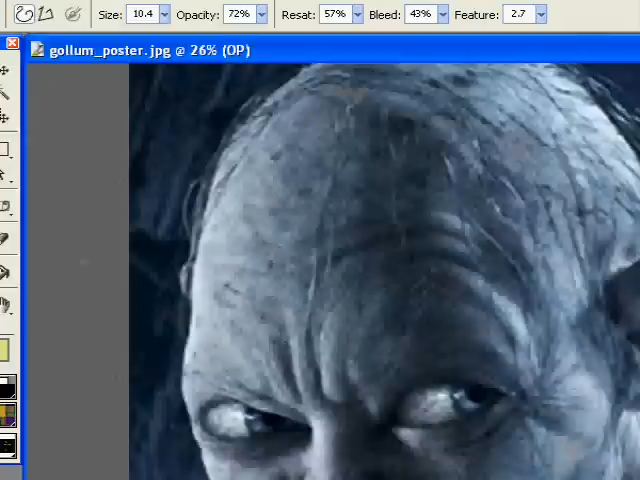 Size: 10.4 Opacity: 72% Resat: 57% Bleed: 43% Feature: 2.7
gollum_poster.jpg @ 26% (OP)